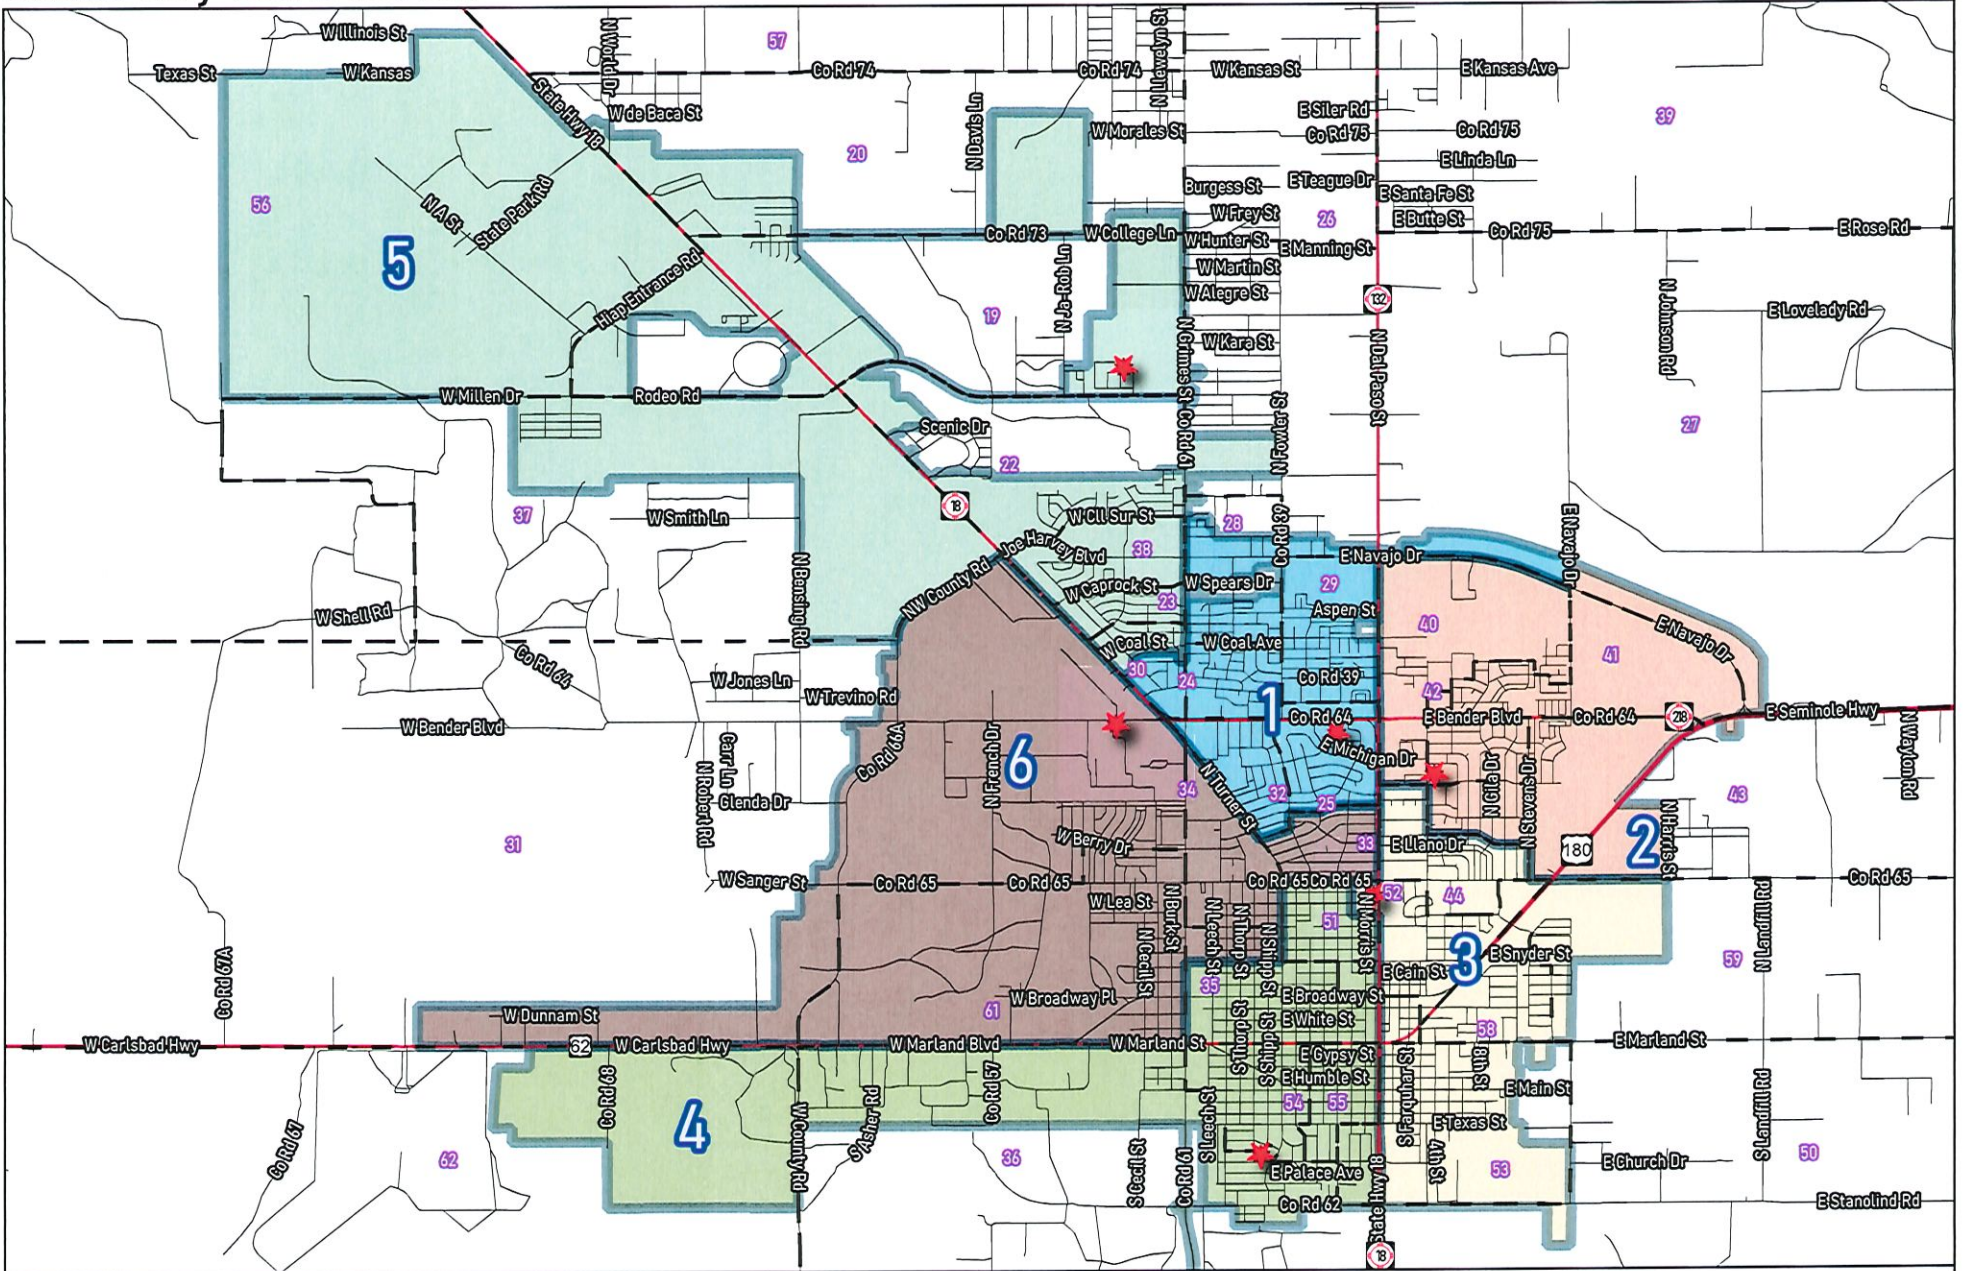 W Illinois St
57
Texas St
W Kansas
N World Dr
Co Rd 74
Co Rd 74
N Llewelyn St
W Kansas St
E Kansas Ave
State Hwy 18
W de Baca St
N Davis Ln
E Siler Rd
39
W Morales St
Co Rd 75
Co Rd 75
20
E Linda Ln
56
N A St
State Park Rd
Burgess St
E Teague Dr
E Santa Fe St
W Frey St
26
E Butte St
5
Co Rd 73
W College Ln
W Hunter St
E Manning St
Co Rd 75
E Rose Rd
Hiap Entrance Rd
N Ja-Rob Ln
W Martin St
W Alegre St
132
N Johnson Rd
E Lovelady Rd
19
N Grimes St
W Kara St
N Dal Paso St
W Millen Dr
Rodeo Rd
Scenic Dr
Co Rd 61
N Fowler St
27
22
18
37
W Smith Ln
W Cll Sur St
28
Co Rd 39
E Navajo Dr
E Navajo Dr
Joe Harvey Blvd
38
NW County Rd
N Bensing Rd
W Caprock St
W Spears Dr
29
23
Aspen St
W Shell Rd
40
E Navajo Dr
W Coal St
W Coal Ave
Co Rd 64
30
24
Co Rd 39
41
W Jones Ln
W Trevino Rd
42
1
W Bender Blvd
Co Rd 64
E Bender Blvd
Co Rd 64
218
E Seminole Hwy
N Waylon Rd
Co Rd 66A
N French Dr
6
E Michigan Dr
Carr Ln
N Robert Rd
Glenda Dr
34
N Turner St
32
25
N Gila Dr
N Stevens Dr
43
31
W Berry Dr
33
E Llano Dr
180
2
N Harris St
W Sanger St
Co Rd 65
Co Rd 65
Co Rd 65
Co Rd 65
Co Rd 65
W Lea St
N Burk St
N Leech St
N Thorp St
N Shipp St
51
52
44
N Morris St
N Landfill Rd
N Cecil St
3
E Snyder St
59
Co Rd 67A
35
E Cain St
W Broadway Pl
E Broadway St
61
W Dunnam St
S Thorp St
S Shipp St
E White St
58
W Carlsbad Hwy
62
W Carlsbad Hwy
W Marland Blvd
W Marland St
E Marland St
E Gypsy St
S Farquhar St
8th St
E Humble St
Co Rd 68
Co Rd 57
E Main St
4
54
55
E Texas St
Co Rd 67
W County Rd
S Asher Rd
S Leech St
S Landfill Rd
62
36
4th St
53
E Church Dr
50
S Cecil St
E Palace Ave
State Hwy 18
Co Rd 62
E Stanolind Rd
18